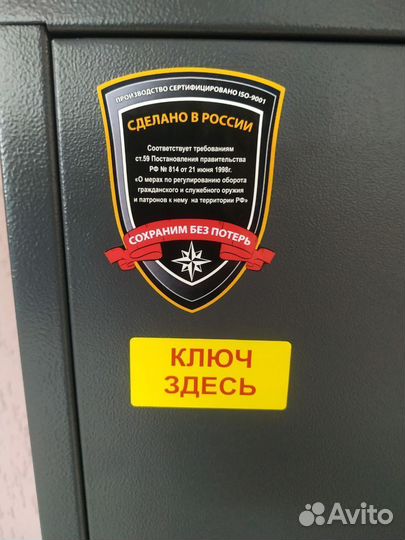 ПРОИЗВОДСТВО СЕРТИФИЦИРОВАНО ISO-9001
СДЕЛАНО В РОССИИ
Соответствует требованиям
ст.59 Постановления правительства
РФ № 814 от 21 июня 1998г.
«О мерах по регулированию оборота
гражданского и служебного оружия
и патронов к нему на территории РФ»
СОХРАНИМ БЕЗ ПОТЕРЬ
КЛЮЧ
ЗДЕСЬ
Avito